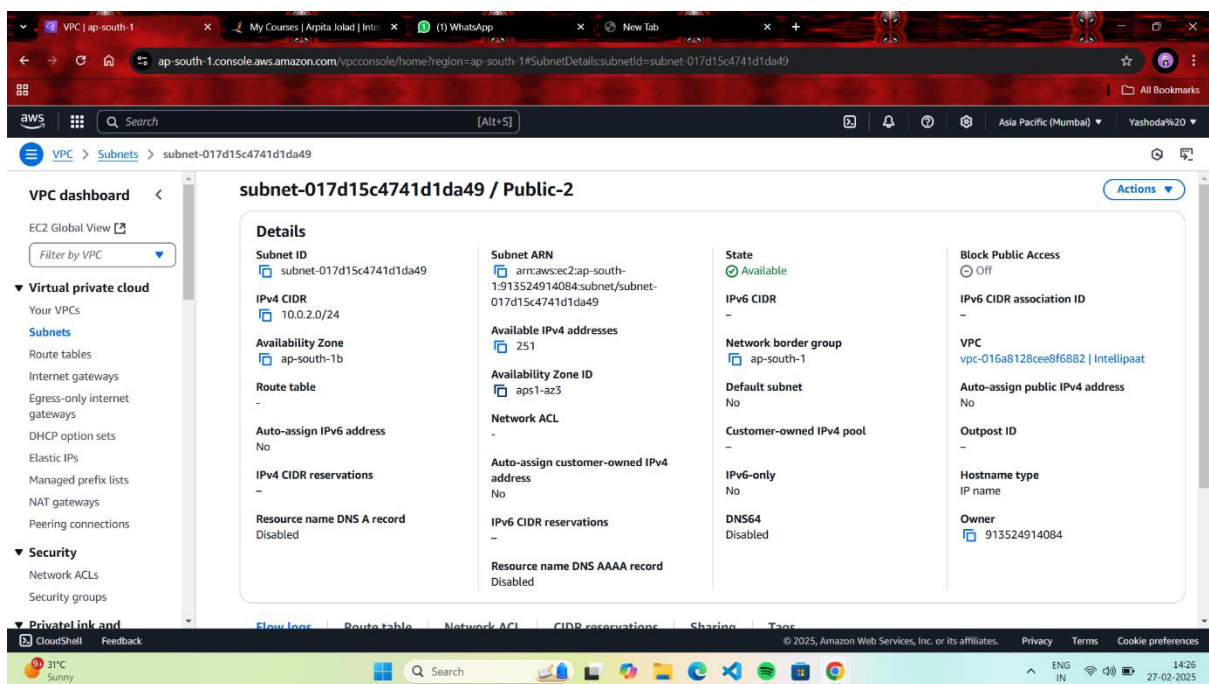 VPC | ap-south-1
My Courses | Arpita Jolad | Inte
(1) WhatsApp
New Tab
ap-south-1.console.aws.amazon.com/vpcconsole/home?region=ap-south-1#SubnetDetails:subnetId=subnet-017d15c4741d1da49
All Bookmarks
aws
Search
[Alt+S]
Asia Pacific (Mumbai)
Yashoda%20
VPC > Subnets > subnet-017d15c4741d1da49
VPC dashboard
EC2 Global View
Filter by VPC
Virtual private cloud
Your VPCs
Subnets
Route tables
Internet gateways
Egress-only internet
gateways
DHCP option sets
Elastic IPs
Managed prefix lists
NAT gateways
Peering connections
Security
Network ACLs
Security groups
PrivateLink and
subnet-017d15c4741d1da49 / Public-2
Actions
Details
Subnet ID
subnet-017d15c4741d1da49
IPv4 CIDR
10.0.2.0/24
Availability Zone
ap-south-1b
Route table
-
Auto-assign IPv6 address
No
IPv4 CIDR reservations
–
Resource name DNS A record
Disabled
Subnet ARN
arn:aws:ec2:ap-south-
1:913524914084:subnet/subnet-
017d15c4741d1da49
Available IPv4 addresses
251
Availability Zone ID
aps1-az3
Network ACL
-
Auto-assign customer-owned IPv4
address
No
IPv6 CIDR reservations
–
Resource name DNS AAAA record
Disabled
State
Available
IPv6 CIDR
–
Network border group
ap-south-1
Default subnet
No
Customer-owned IPv4 pool
–
IPv6-only
No
DNS64
Disabled
Block Public Access
Off
IPv6 CIDR association ID
–
VPC
vpc-016a8128cee8f6882 | Intellipaat
Auto-assign public IPv4 address
No
Outpost ID
–
Hostname type
IP name
Owner
913524914084
Flow logs
Route table
Network ACL
CIDR reservations
Sharing
Tags
CloudShell
Feedback
© 2025, Amazon Web Services, Inc. or its affiliates.
Privacy
Terms
Cookie preferences
9+
31°C
Sunny
Search
ENG
IN
14:26
27-02-2025